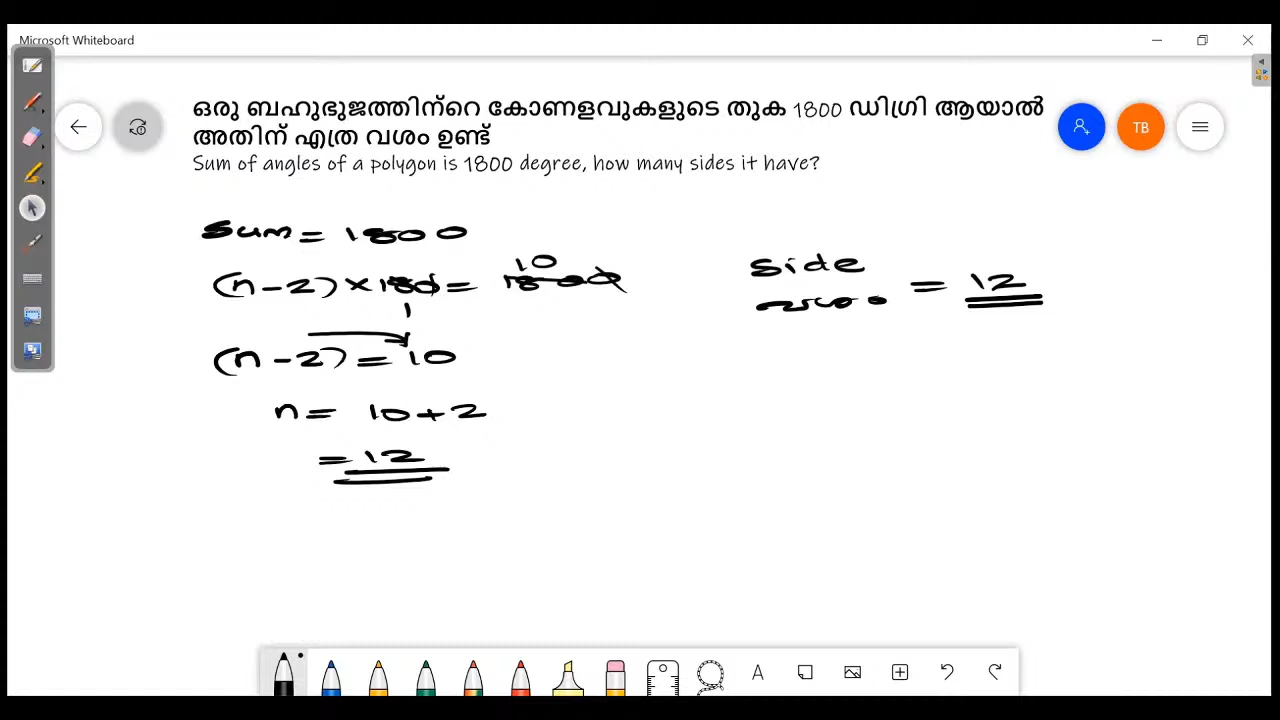 Microsoft Whiteboard
ഒരു ബഹുഭുജത്തിന്റെ കോണളവുകളുടെ തുക 1800 ഡിഗ്രി ആയാൽ
അതിന് എത്ര വശം ഉണ്ട്
TB
Sum of angles of a polygon is 1800 degree, how many sides it have?
Sum = 1800
10
(n-2) × 180 = 1800
1
(n-2) = 10
n = 10+2
= 12
side
വശം = 12
A